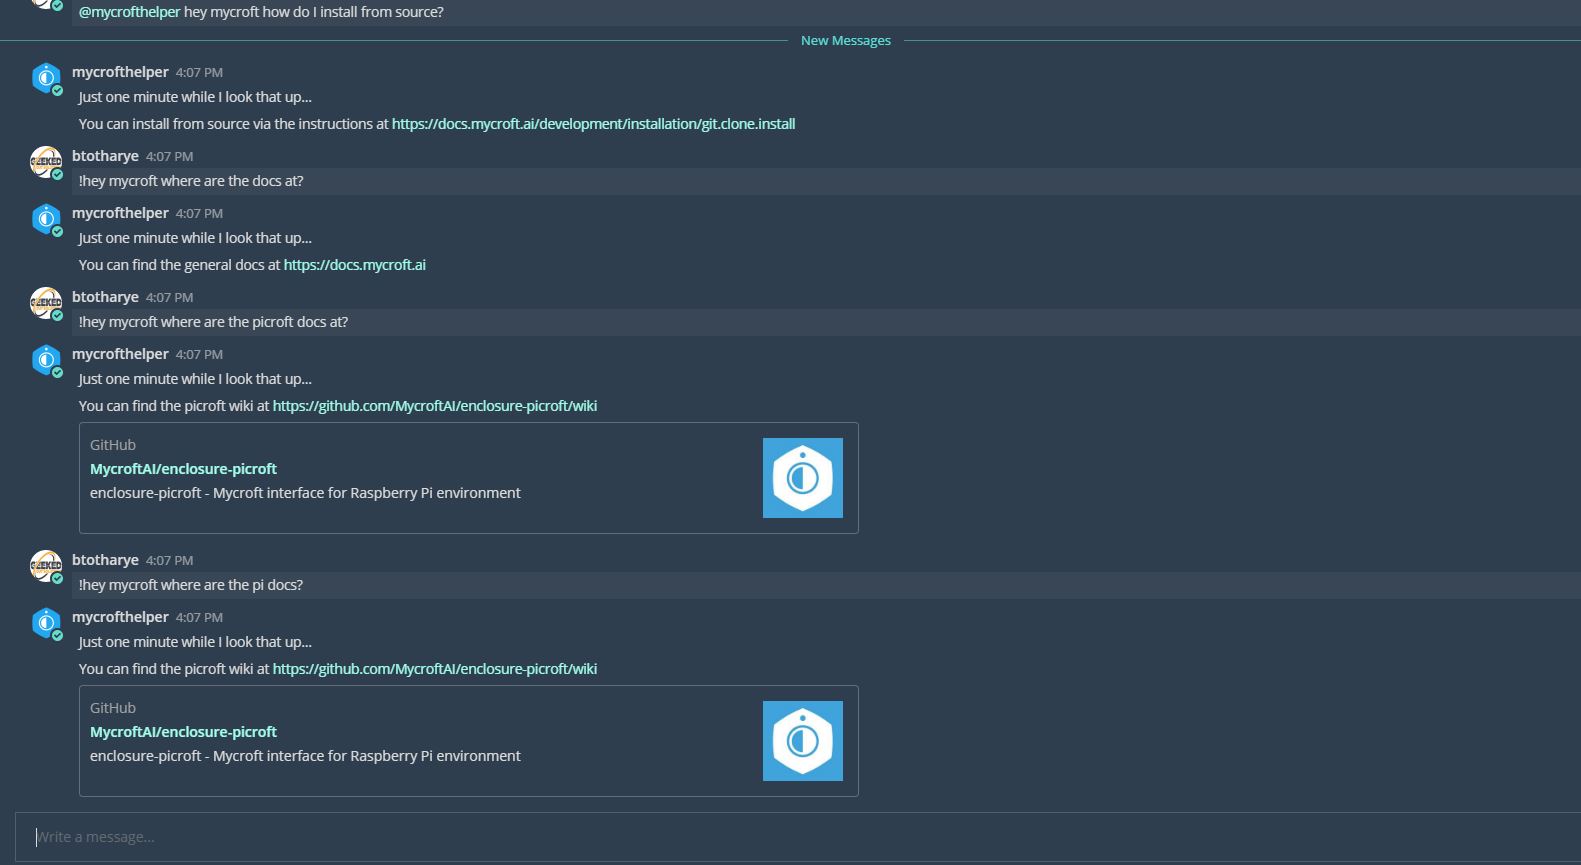 @mycrofthelper hey mycroft how do I install from source?
New Messages
mycrofthelper 4:07 PM
Just one minute while I look that up...
You can install from source via the instructions at https://docs.mycroft.ai/development/installation/git.clone.install
GEEKED
btotharye 4:07 PM
!hey mycroft where are the docs at?
mycrofthelper 4:07 PM
Just one minute while I look that up...
You can find the general docs at https://docs.mycroft.ai
GEEKED
btotharye 4:07 PM
!hey mycroft where are the picroft docs at?
mycrofthelper 4:07 PM
Just one minute while I look that up...
You can find the picroft wiki at https://github.com/MycroftAI/enclosure-picroft/wiki
GitHub
MycroftAI/enclosure-picroft
enclosure-picroft - Mycroft interface for Raspberry Pi environment
GEEKED
btotharye 4:07 PM
!hey mycroft where are the pi docs?
mycrofthelper 4:07 PM
Just one minute while I look that up...
You can find the picroft wiki at https://github.com/MycroftAI/enclosure-picroft/wiki
GitHub
MycroftAI/enclosure-picroft
enclosure-picroft - Mycroft interface for Raspberry Pi environment
Write a message...